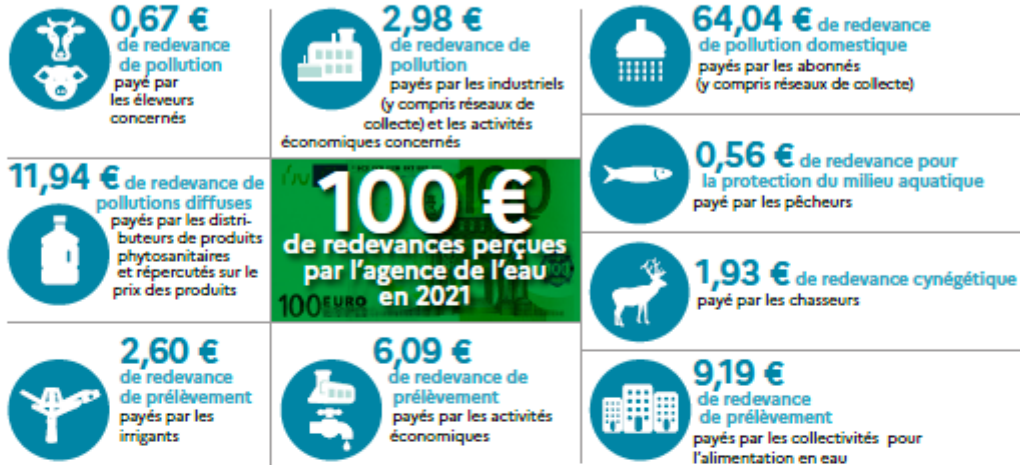 0,67 €
de redevance
de pollution
payé par
les éleveurs
concernés
2,98 €
de redevance de
pollution
payés par les industriels
(y compris réseaux de
collecte) et les activités
économiques concernés
64,04 € de redevance
de pollution domestique
payés par les abonnés
(y compris réseaux de collecte)
11,94 € de redevance de
pollutions diffuses
payés par les distri-
buteurs de produits
phytosanitaires
et répercutés sur le
prix des produits
100 €
de redevances perçues
par l'agence de l'eau
en 2021
100 EURO
100
0,56 € de redevance pour
la protection du milieu aquatique
payé par les pêcheurs
1,93 € de redevance cynégétique
payé par les chasseurs
2,60 €
de redevance
de prélèvement
payés par les
irrigants
6,09 €
de redevance de
prélèvement
payés par les activités
économiques
9,19 €
de redevance
de prélèvement
payés par les collectivités pour
l'alimentation en eau